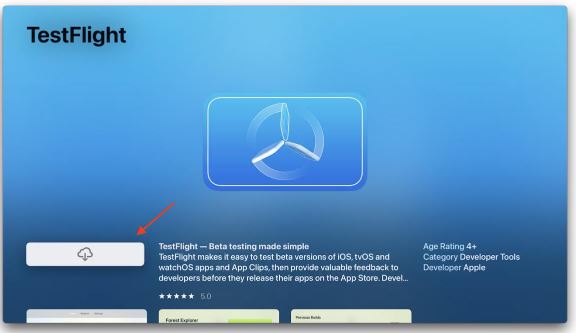 TestFlight
TestFlight — Beta testing made simple
TestFlight makes it easy to test beta versions of iOS, tvOS and
watchOS apps and App Clips, then provide valuable feedback to
developers before they release their apps on the App Store. Devel...
★★★★★ 5.0
Age Rating 4+
Category Developer Tools
Developer Apple
Forest Explorer
Previous Builds